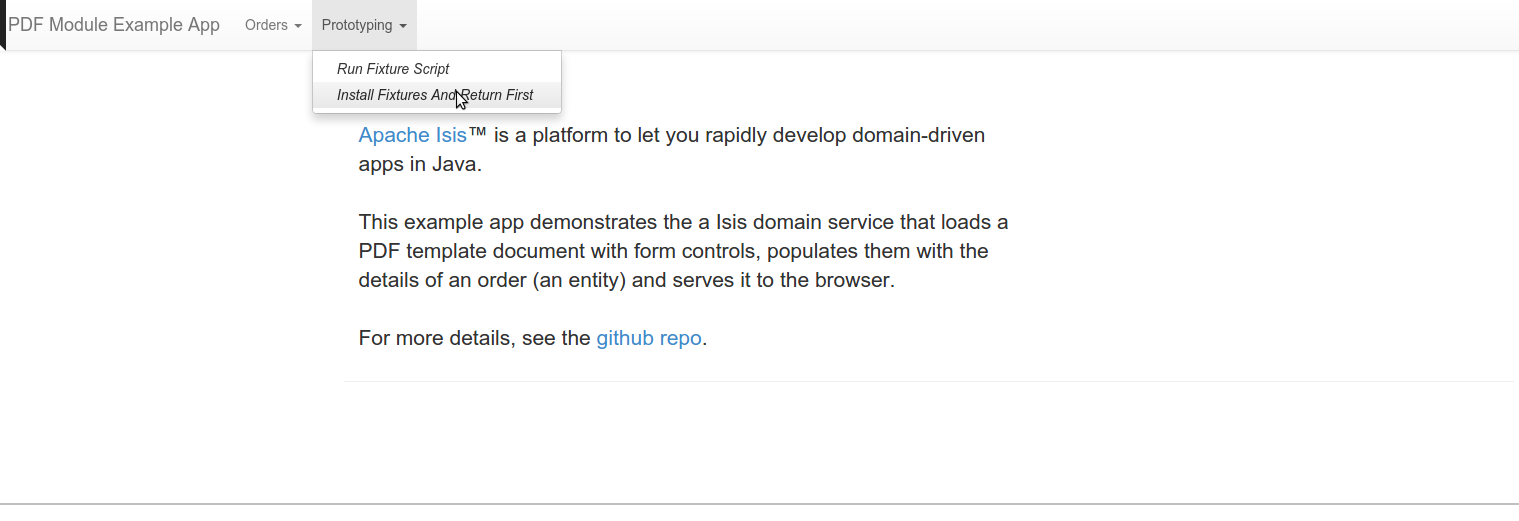 PDF Module Example App Orders Prototyping
Run Fixture Script
Install Fixtures And Return First
Apache Isis™ is a platform to let you rapidly develop domain-driven
apps in Java.
This example app demonstrates the a Isis domain service that loads a
PDF template document with form controls, populates them with the
details of an order (an entity) and serves it to the browser.
For more details, see the github repo.